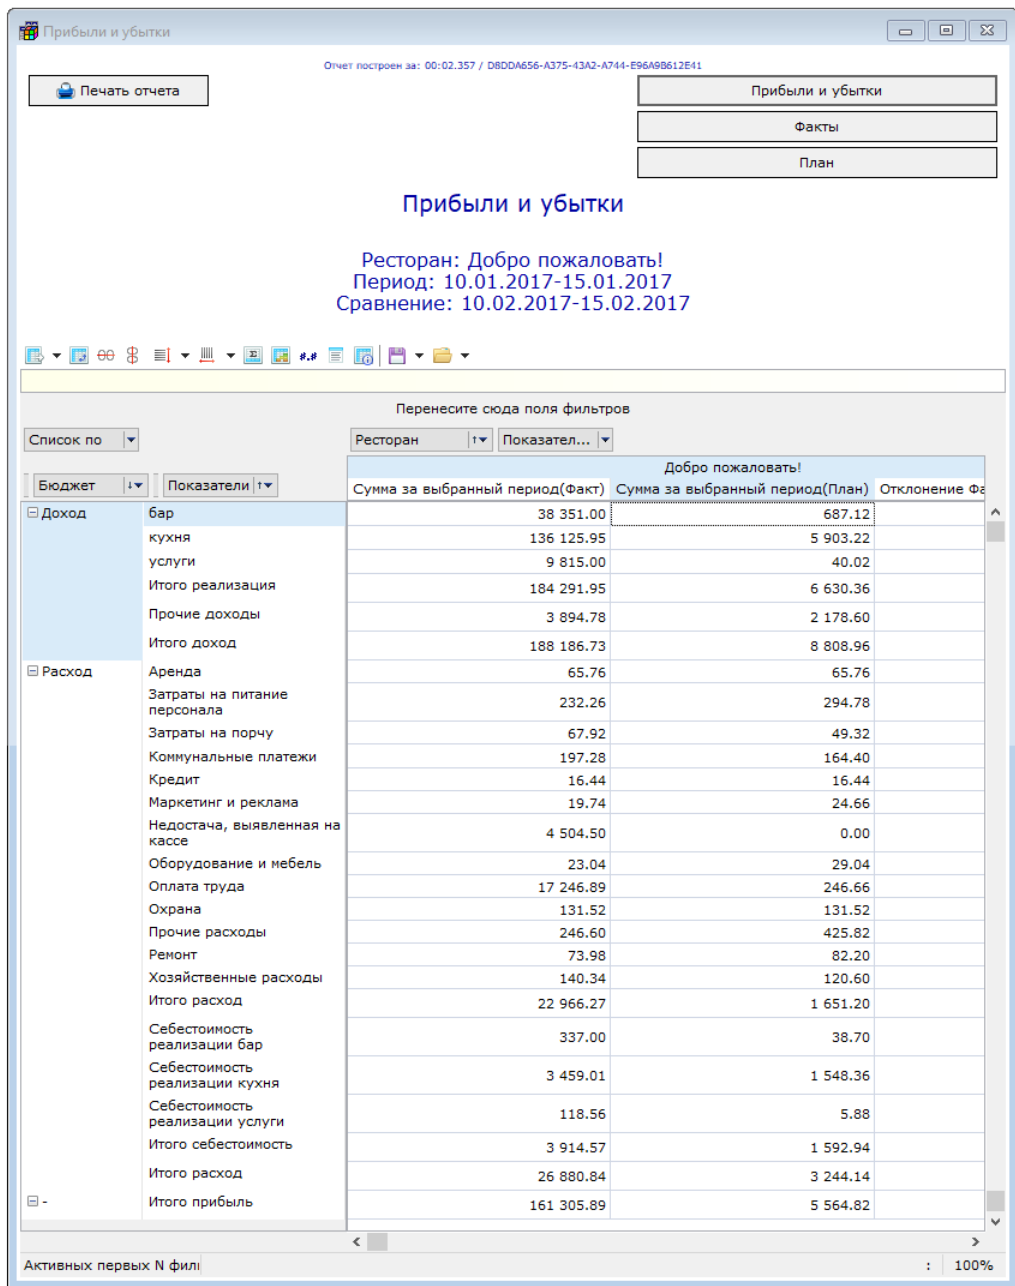 Прибыли и убытки
Отчет построен за: 00:02.357 / D8DDA656-A375-43A2-A744-E96A9B612E41
Печать отчета
Прибыли и убытки
Факты
План
Прибыли и убытки
Ресторан: Добро пожаловать!
Период: 10.01.2017-15.01.2017
Сравнение: 10.02.2017-15.02.2017
Перенесите сюда поля фильтров
Список по
Ресторан Показател...
Добро пожаловать!
Бюджет Показатели Сумма за выбранный период(Факт) Сумма за выбранный период(План) Отклонение Фа
Доход бар 38 351.00 687.12
кухня 136 125.95 5 903.22
услуги 9 815.00 40.02
Итого реализация 184 291.95 6 630.36
Прочие доходы 3 894.78 2 178.60
Итого доход 188 186.73 8 808.96
Расход Аренда 65.76 65.76
Затраты на питание
персонала 232.26 294.78
Затраты на порчу 67.92 49.32
Коммунальные платежи 197.28 164.40
Кредит 16.44 16.44
Маркетинг и реклама 19.74 24.66
Недостача, выявленная на
кассе 4 504.50 0.00
Оборудование и мебель 23.04 29.04
Оплата труда 17 246.89 246.66
Охрана 131.52 131.52
Прочие расходы 246.60 425.82
Ремонт 73.98 82.20
Хозяйственные расходы 140.34 120.60
Итого расход 22 966.27 1 651.20
Себестоимость
реализации бар 337.00 38.70
Себестоимость
реализации кухня 3 459.01 1 548.36
Себестоимость
реализации услуги 118.56 5.88
Итого себестоимость 3 914.57 1 592.94
Итого расход 26 880.84 3 244.14
- Итого прибыль 161 305.89 5 564.82
Активных первых N фил : 100%